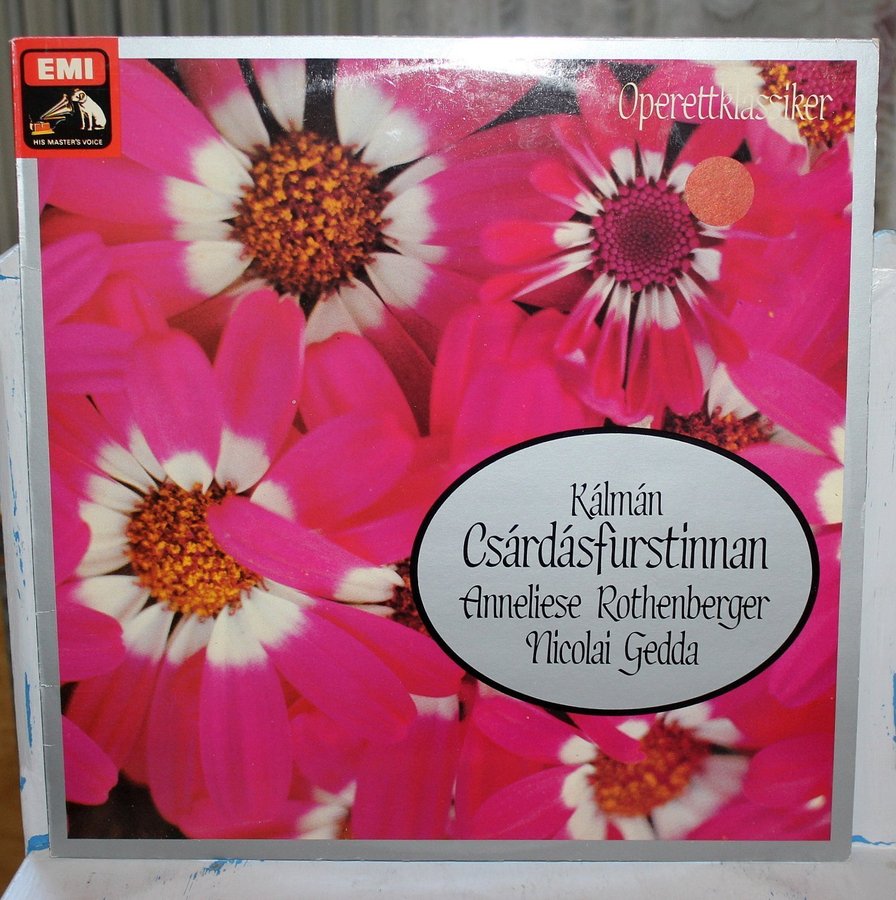 EMI
HIS MASTER'S VOICE
Operettklassiker
Kálmán
Csárdásfurstinnan
Anneliese Rothenberger
Nicolai Gedda